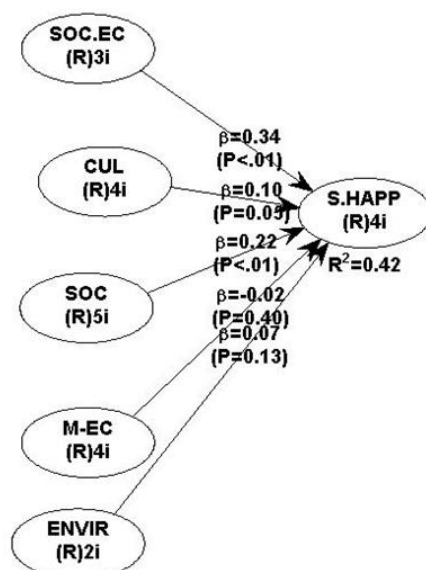 SOC.EC
(R)3i
β=0.34
(P<.01)
CUL
(R)4i
β=0.10
(P=0.05)
S.HAPP
(R)4i
R²=0.42
SOC
(R)5i
β=0.22
(P<.01)
β=-0.02
(P=0.40)
β=0.07
(P=0.13)
M-EC
(R)4i
ENVIR
(R)2i